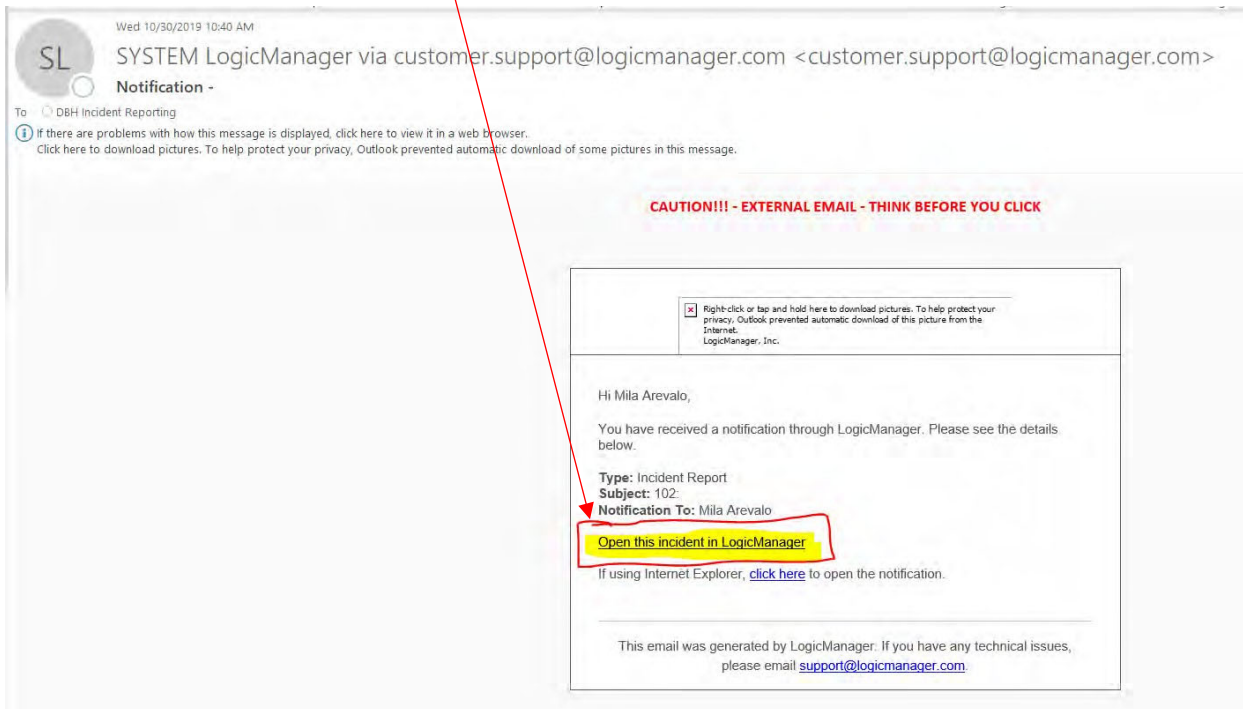 Wed 10/30/2019 10:40 AM
SL
SYSTEM LogicManager via customer.support@logicmanager.com <customer.support@logicmanager.com>
Notification -
To DBH Incident Reporting
If there are problems with how this message is displayed, click here to view it in a web browser.
Click here to download pictures. To help protect your privacy, Outlook prevented automatic download of some pictures in this message.
CAUTION!!! - EXTERNAL EMAIL - THINK BEFORE YOU CLICK
Right-click or tap and hold here to download pictures. To help protect your
privacy, Outlook prevented automatic download of this picture from the
Internet.
LogicManager, Inc.
Hi Mila Arevalo,
You have received a notification through LogicManager. Please see the details
below.
Type: Incident Report
Subject: 102:
Notification To: Mila Arevalo
Open this incident in LogicManager
If using Internet Explorer, click here to open the notification.
This email was generated by LogicManager. If you have any technical issues,
please email support@logicmanager.com.